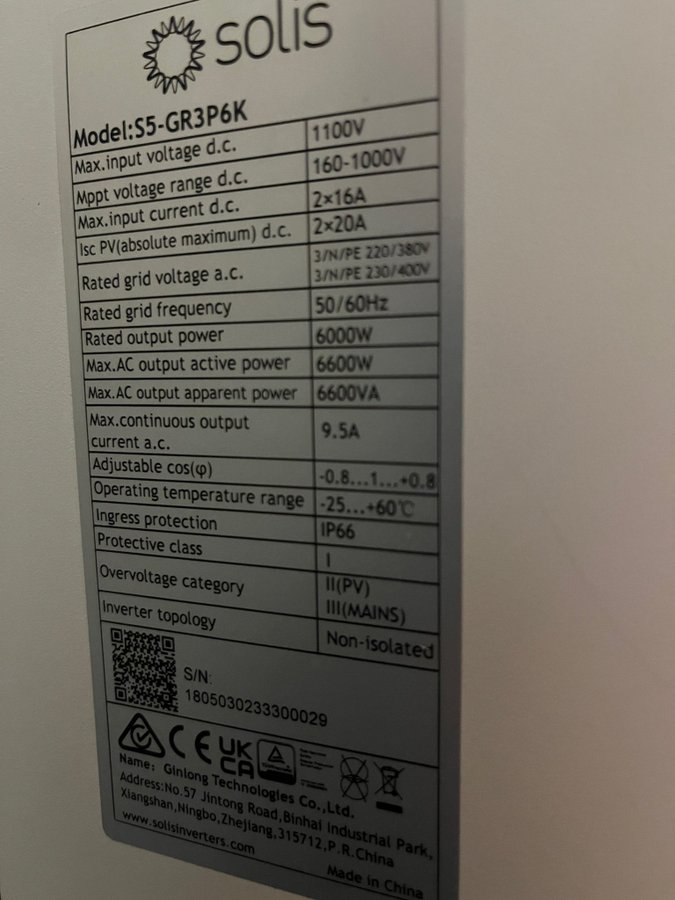 solis
Model:S5-GR3P6K
Max.input voltage d.c. 1100V
Mppt voltage range d.c. 160-1000V
Max.input current d.c. 2×16A
Isc PV(absolute maximum) d.c. 2×20A
Rated grid voltage a.c. 3/N/PE 220/380V
3/N/PE 230/400V
Rated grid frequency 50/60Hz
Rated output power 6000W
Max.AC output active power 6600W
Max.AC output apparent power 6600VA
Max.continuous output
current a.c. 9.5A
Adjustable cos(φ) -0.8...1...+0.8
Operating temperature range -25...+60℃
Ingress protection IP66
Protective class I
Overvoltage category II(PV)
III(MAINS)
Inverter topology Non-isolated
S/N:
1805030233300029
CE UK
CA
Name: Ginlong Technologies Co.,Ltd.
Address:No.57 Jintong Road,Binhai Industrial Park,
Xiangshan,Ningbo,Zhejiang,315712,P.R.China
www.solisinverters.com
Made in China